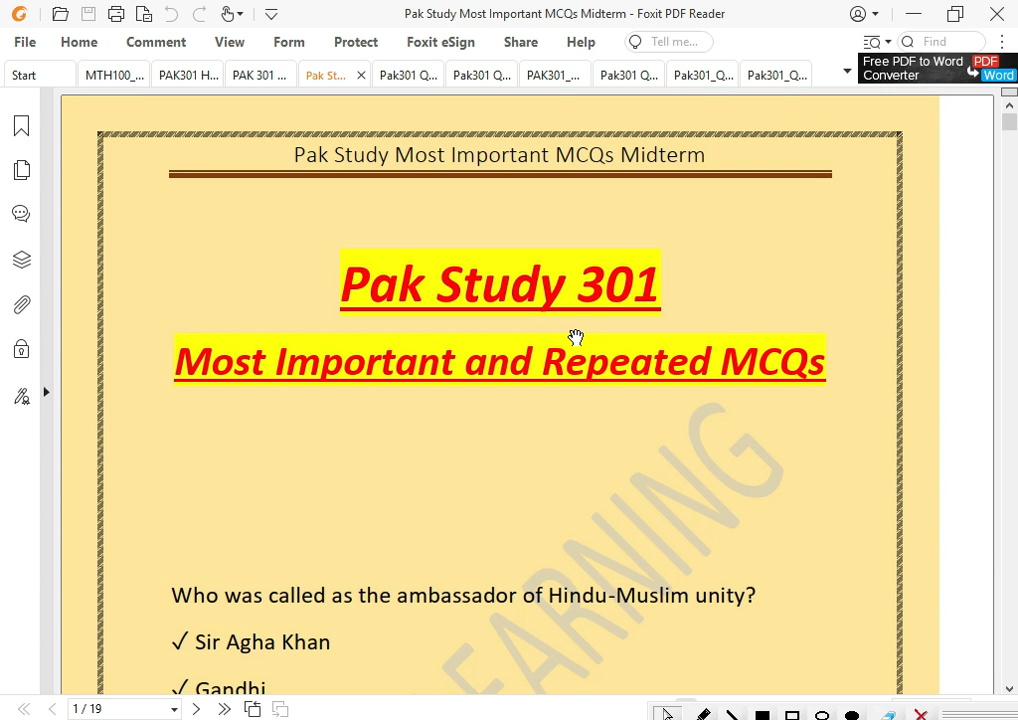 Pak Study Most Important MCQs Midterm - Foxit PDF Reader
File Home Comment View Form Protect Foxit eSign Share Help Tell me... Find
Start MTH100_... PAK301 H... PAK 301 ... Pak St... Pak301 Q... Pak301 Q... PAK301_... Pak301 Q... Pak301_Q... Pak301_Q...
Free PDF to Word PDF
Converter Word
Pak Study Most Important MCQs Midterm
Pak Study 301
Most Important and Repeated MCQs
EARNING
Who was called as the ambassador of Hindu-Muslim unity?
✓ Sir Agha Khan
✓ Gandhi
1 / 19